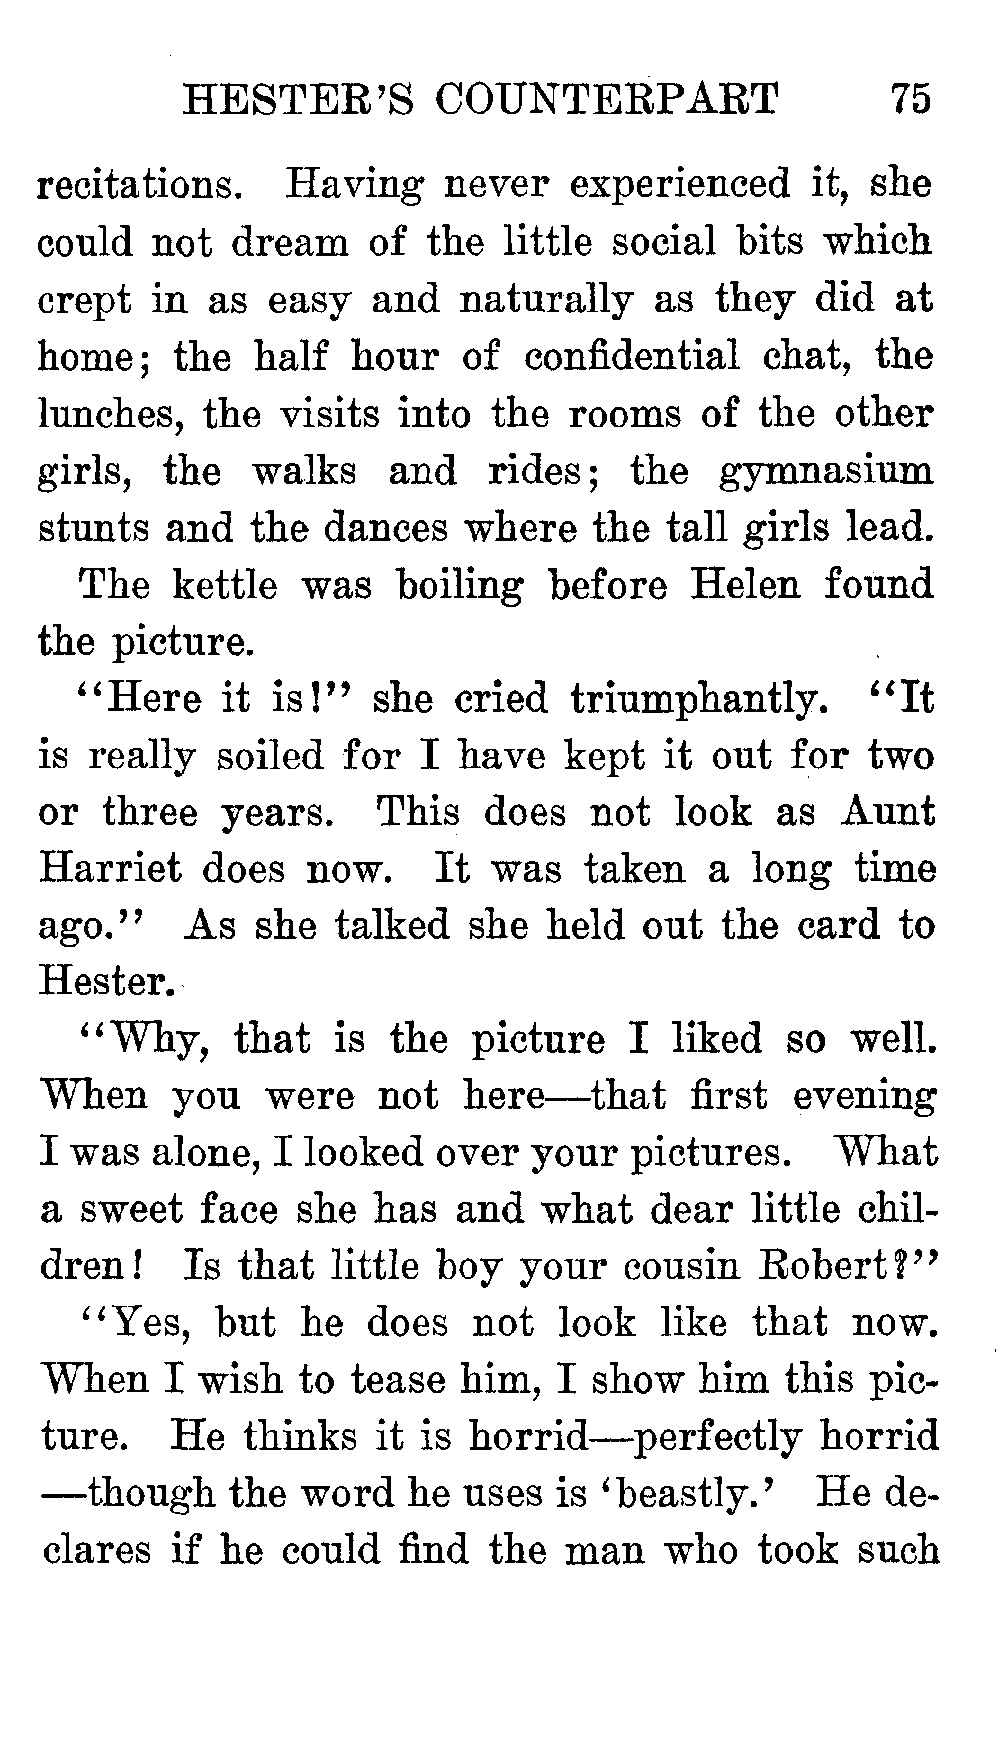 HESTER'S COUNTERPART 75
recitations. Having never experienced it, she
could not dream of the little social bits which
crept in as easy and naturally as they did at
home; the half hour of confidential chat, the
lunches, the visits into the rooms of the other
girls, the walks and rides; the gymnasium
stunts and the dances where the tall girls lead.
The kettle was boiling before Helen found
the picture.
"Here it is!" she cried triumphantly. "It
is really soiled for I have kept it out for two
or three years. This does not look as Aunt
Harriet does now. It was taken a long time
ago." As she talked she held out the card to
Hester.
"Why, that is the picture I liked so well.
When you were not here—that first evening
I was alone, I looked over your pictures. What
a sweet face she has and what dear little chil-
dren! Is that little boy your cousin Robert?"
"Yes, but he does not look like that now.
When I wish to tease him, I show him this pic-
ture. He thinks it is horrid—perfectly horrid
—though the word he uses is 'beastly.' He de-
clares if he could find the man who took such